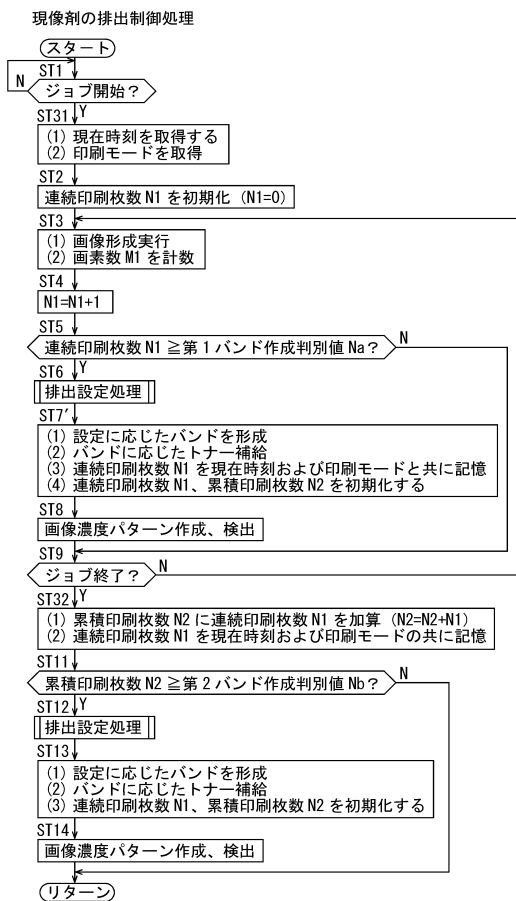 現像剤の排出制御処理
スタート
ST1
N
ジョブ開始?
ST31 Y
(1) 現在時刻を取得する
(2) 印刷モードを取得
ST2
連続印刷枚数 N1 を初期化 (N1=0)
ST3
(1) 画像形成実行
(2) 画素数 M1 を計数
ST4
N1=N1+1
ST5
連続印刷枚数 N1 ≧第 1 バンド作成判別値 Na?
N
ST6 Y
排出設定処理
ST7′
(1) 設定に応じたバンドを形成
(2) バンドに応じたトナー補給
(3) 連続印刷枚数 N1 を現在時刻および印刷モードと共に記憶
(4) 連続印刷枚数 N1、累積印刷枚数 N2 を初期化する
ST8
画像濃度パターン作成、検出
ST9
ジョブ終了?
N
ST32 Y
(1) 累積印刷枚数 N2 に連続印刷枚数 N1 を加算 (N2=N2+N1)
(2) 連続印刷枚数 N1 を現在時刻および印刷モードの共に記憶
ST11
累積印刷枚数 N2 ≧第 2 バンド作成判別値 Nb?
N
ST12 Y
排出設定処理
ST13
(1) 設定に応じたバンドを形成
(2) バンドに応じたトナー補給
(3) 連続印刷枚数 N1、累積印刷枚数 N2 を初期化する
ST14
画像濃度パターン作成、検出
リターン